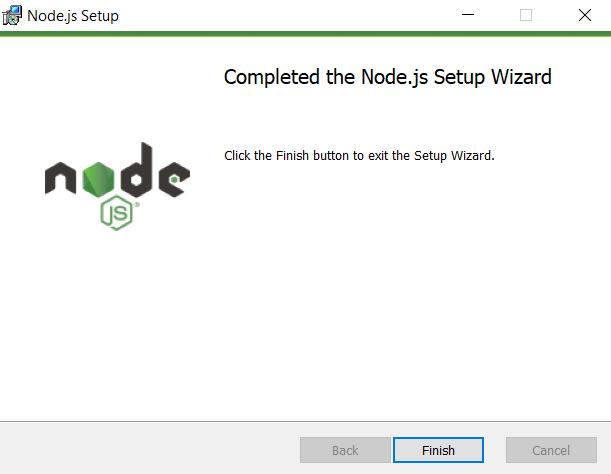 Node.js Setup
Completed the Node.js Setup Wizard
Click the Finish button to exit the Setup Wizard.
node
JS®
Back
Finish
Cancel